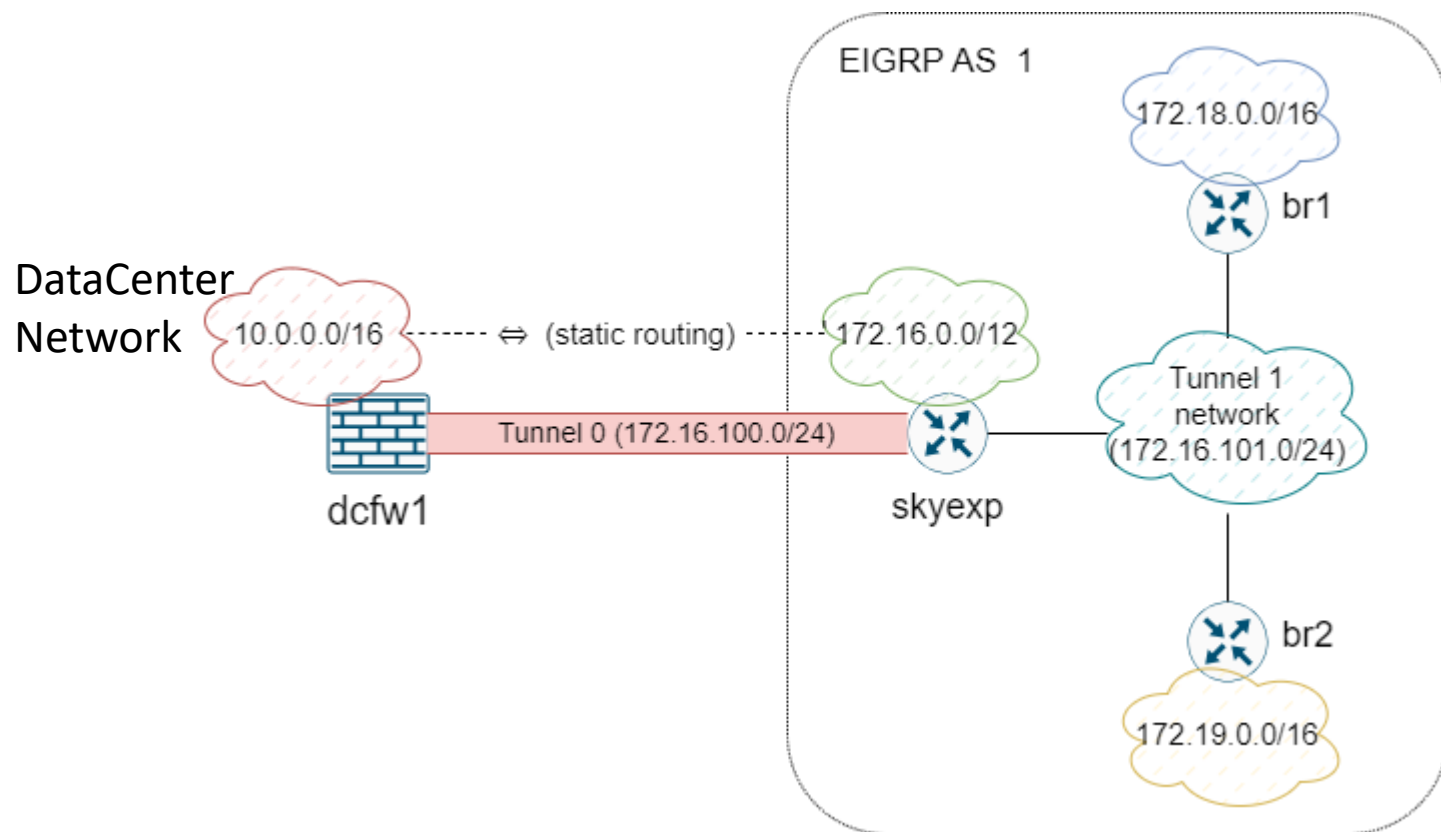 EIGRP AS 1
172.18.0.0/16
br1
DataCenter
Network
10.0.0.0/16
⇔ (static routing)
172.16.0.0/12
Tunnel 1
network
(172.16.101.0/24)
Tunnel 0 (172.16.100.0/24)
dcfw1
skyexp
br2
172.19.0.0/16